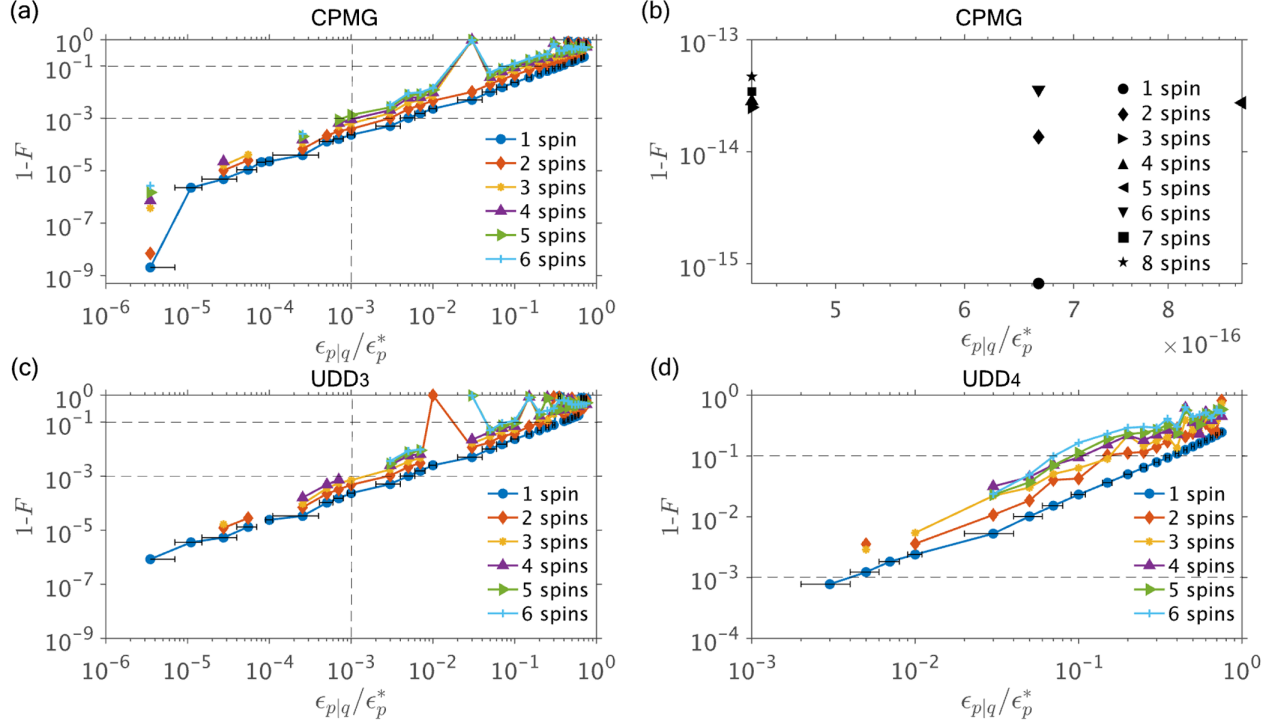 (a)
CPMG
10^0
10^-1
10^-3
10^-5
10^-7
10^-9
1-F
1 spin
2 spins
3 spins
4 spins
5 spins
6 spins
10^-6
10^-5
10^-4
10^-3
10^-2
10^-1
10^0
ϵ_{p|q}/ϵ_p^*
(b)
CPMG
10^-13
10^-14
10^-15
1-F
1 spin
2 spins
3 spins
4 spins
5 spins
6 spins
7 spins
8 spins
5
6
7
8
×10^-16
ϵ_{p|q}/ϵ_p^*
(c)
UDD3
10^0
10^-1
10^-3
10^-5
10^-7
10^-9
1-F
1 spin
2 spins
3 spins
4 spins
5 spins
6 spins
10^-6
10^-5
10^-4
10^-3
10^-2
10^-1
10^0
ϵ_{p|q}/ϵ_p^*
(d)
UDD4
10^0
10^-1
10^-2
10^-3
10^-4
1-F
1 spin
2 spins
3 spins
4 spins
5 spins
6 spins
10^-3
10^-2
10^-1
10^0
ϵ_{p|q}/ϵ_p^*